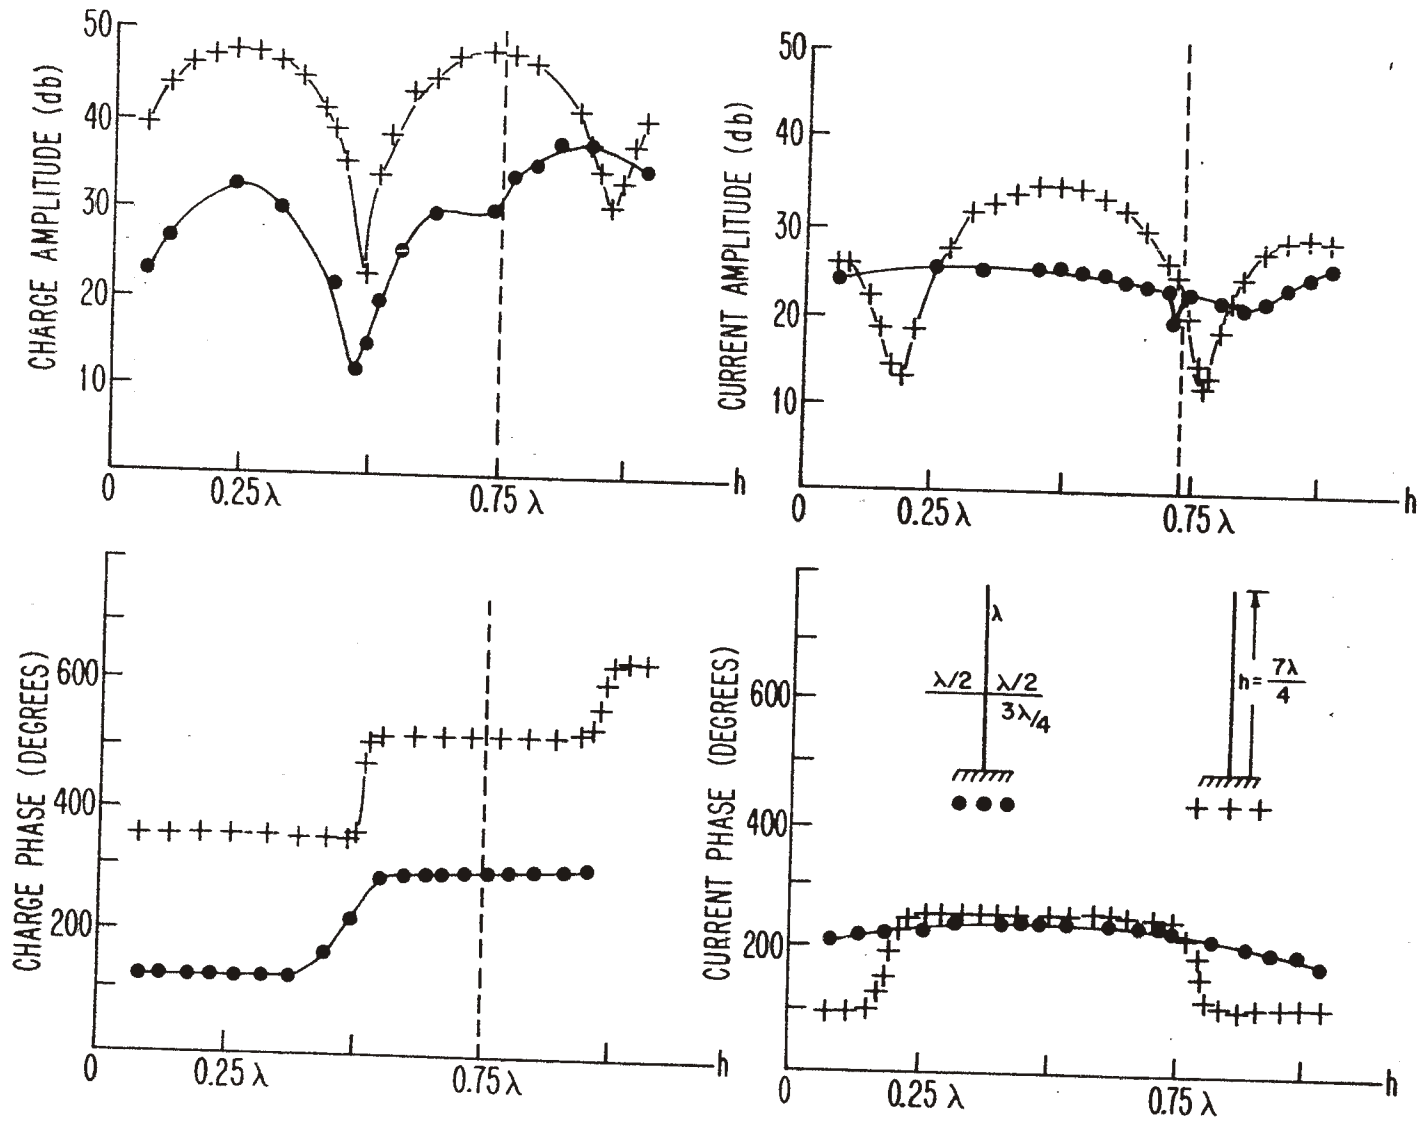 CHARGE AMPLITUDE (db)
50
40
30
20
10
0
0.25 λ
0.75 λ
h
CURRENT AMPLITUDE (db)
50
40
30
20
10
0
0.25 λ
0.75 λ
h
CHARGE PHASE (DEGREES)
600
400
200
0
0.25 λ
0.75 λ
h
CURRENT PHASE (DEGREES)
600
400
200
0
0.25 λ
0.75 λ
h
λ
λ/2 λ/2
3λ/4
h = 7λ/4